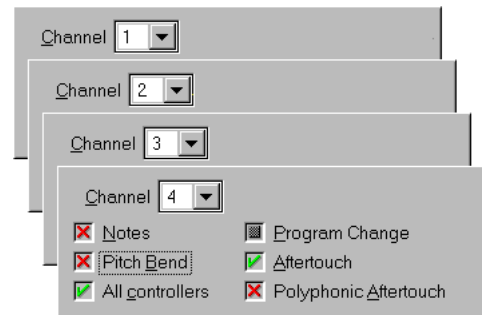 Channel 1
Channel 2
Channel 3
Channel 4
Notes Program Change
Pitch Bend Aftertouch
All controllers Polyphonic Aftertouch